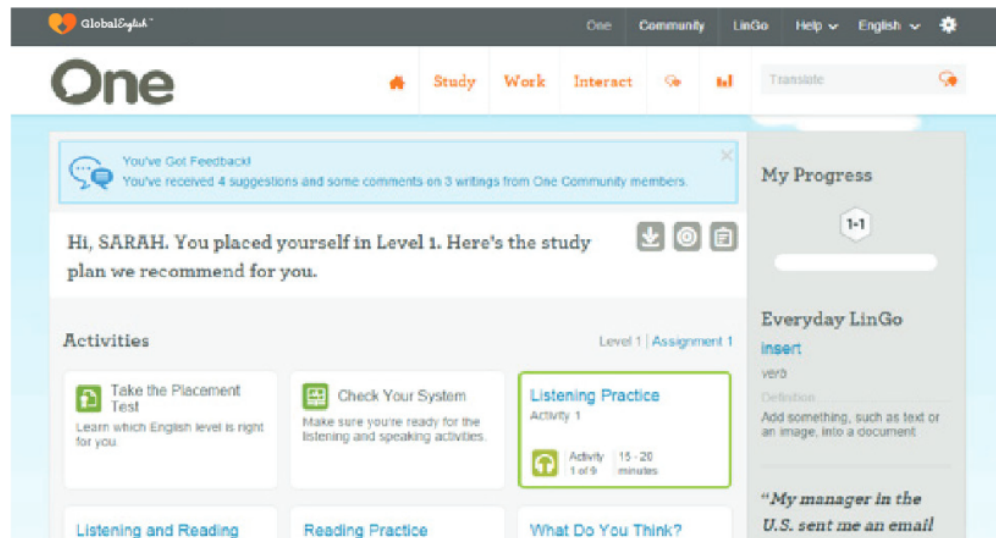 GlobalEnglish
One Community LinGo Help English
One
Study Work Interact
Translate
You've Got Feedback!
You've received 4 suggestions and some comments on 3 writings from One Community members.
Hi, SARAH. You placed yourself in Level 1. Here's the study
plan we recommend for you.
Activities
Level 1 | Assignment 1
Take the Placement
Test
Learn which English level is right
for you.
Check Your System
Make sure you're ready for the
listening and speaking activities.
Listening Practice
Activity 1
Activity
1 of 9
15 - 20
minutes
Listening and Reading
Reading Practice
What Do You Think?
My Progress
1-1
Everyday LinGo
insert
verb
Definition
Add something, such as text or
an image, into a document
“My manager in the
U.S. sent me an email